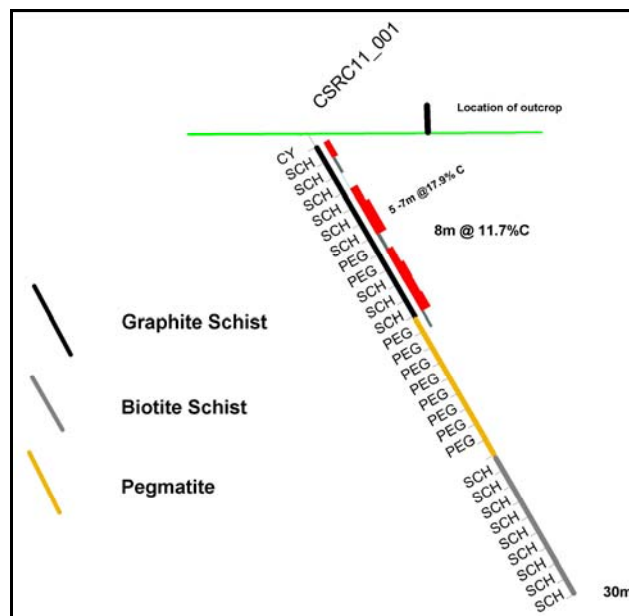 CSRC11_001
Location of outcrop
CY
SCH
SCH
SCH
SCH
SCH
SCH
PEG
PEG
SCH
SCH
SCH
PEG
PEG
PEG
PEG
PEG
PEG
PEG
PEG
SCH
SCH
SCH
SCH
SCH
SCH
SCH
SCH
SCH
5 -7m @17.9% C
8m @ 11.7%C
Graphite Schist
Biotite Schist
Pegmatite
30m